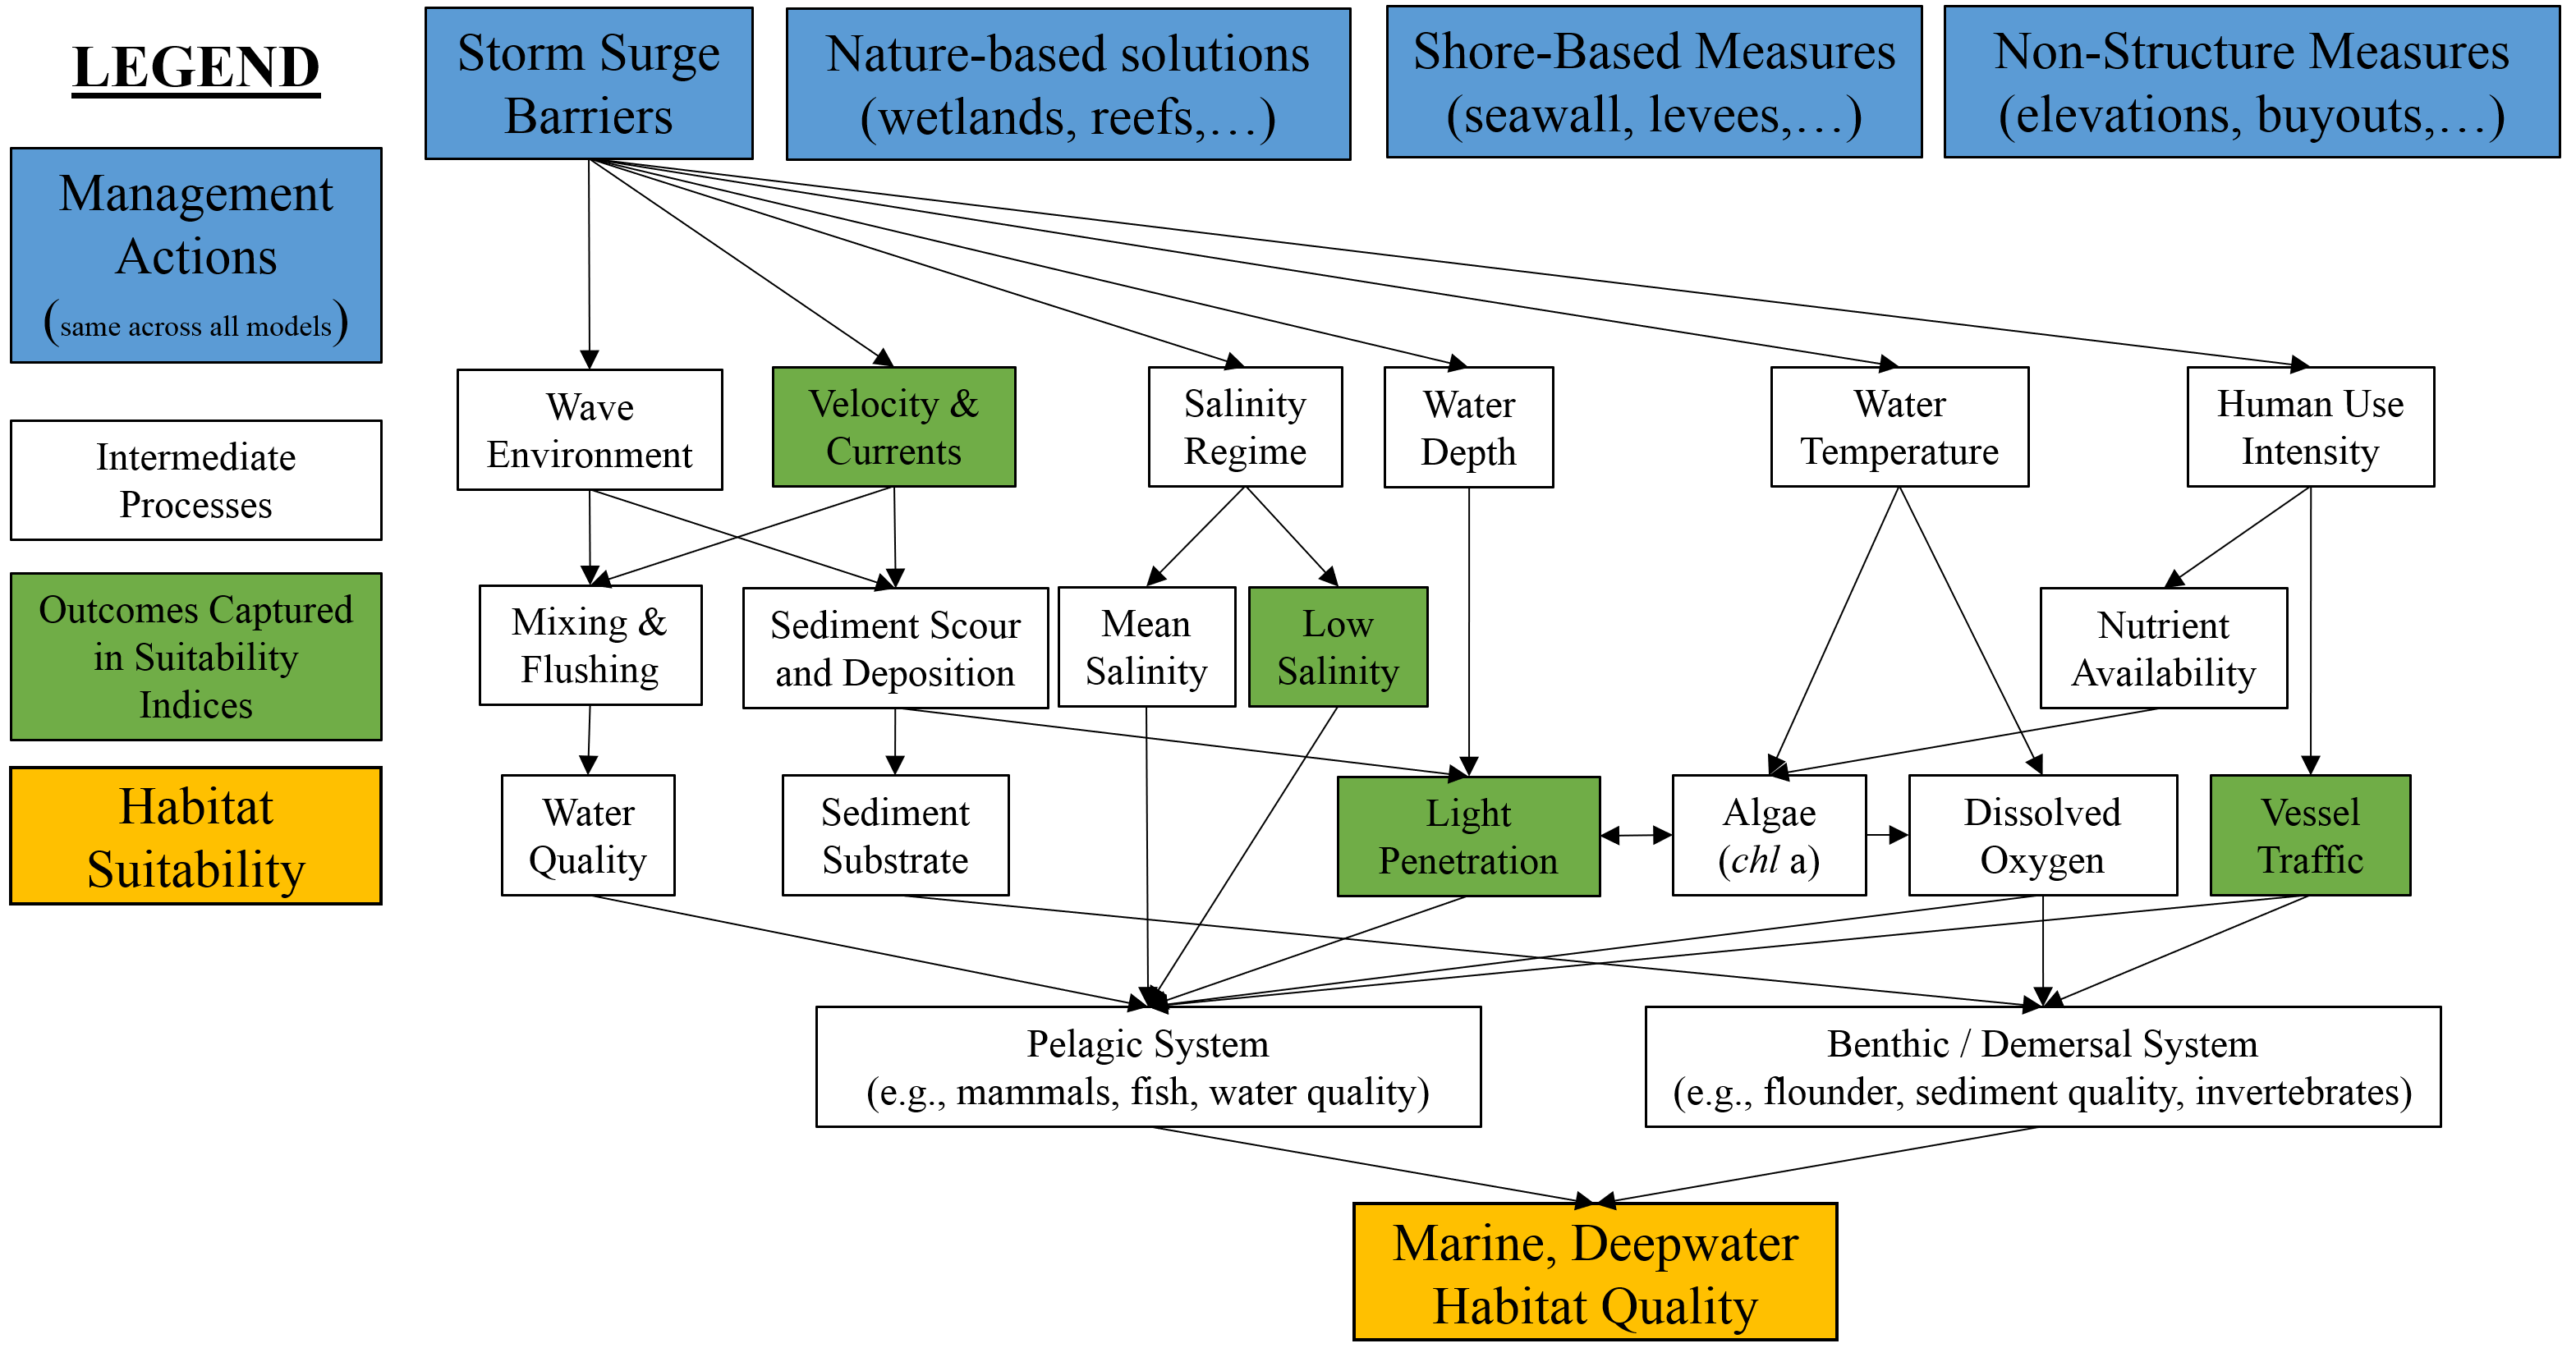 LEGEND
Management
Actions
(same across all models)
Intermediate
Processes
Outcomes Captured
in Suitability
Indices
Habitat
Suitability
Storm Surge
Barriers
Nature-based solutions
(wetlands, reefs,…)
Shore-Based Measures
(seawall, levees,…)
Non-Structure Measures
(elevations, buyouts,…)
Wave
Environment
Velocity &
Currents
Salinity
Regime
Water
Depth
Water
Temperature
Human Use
Intensity
Mixing &
Flushing
Sediment Scour
and Deposition
Mean
Salinity
Low
Salinity
Nutrient
Availability
Water
Quality
Sediment
Substrate
Light
Penetration
Algae
(chl a)
Dissolved
Oxygen
Vessel
Traffic
Pelagic System
(e.g., mammals, fish, water quality)
Benthic / Demersal System
(e.g., flounder, sediment quality, invertebrates)
Marine, Deepwater
Habitat Quality